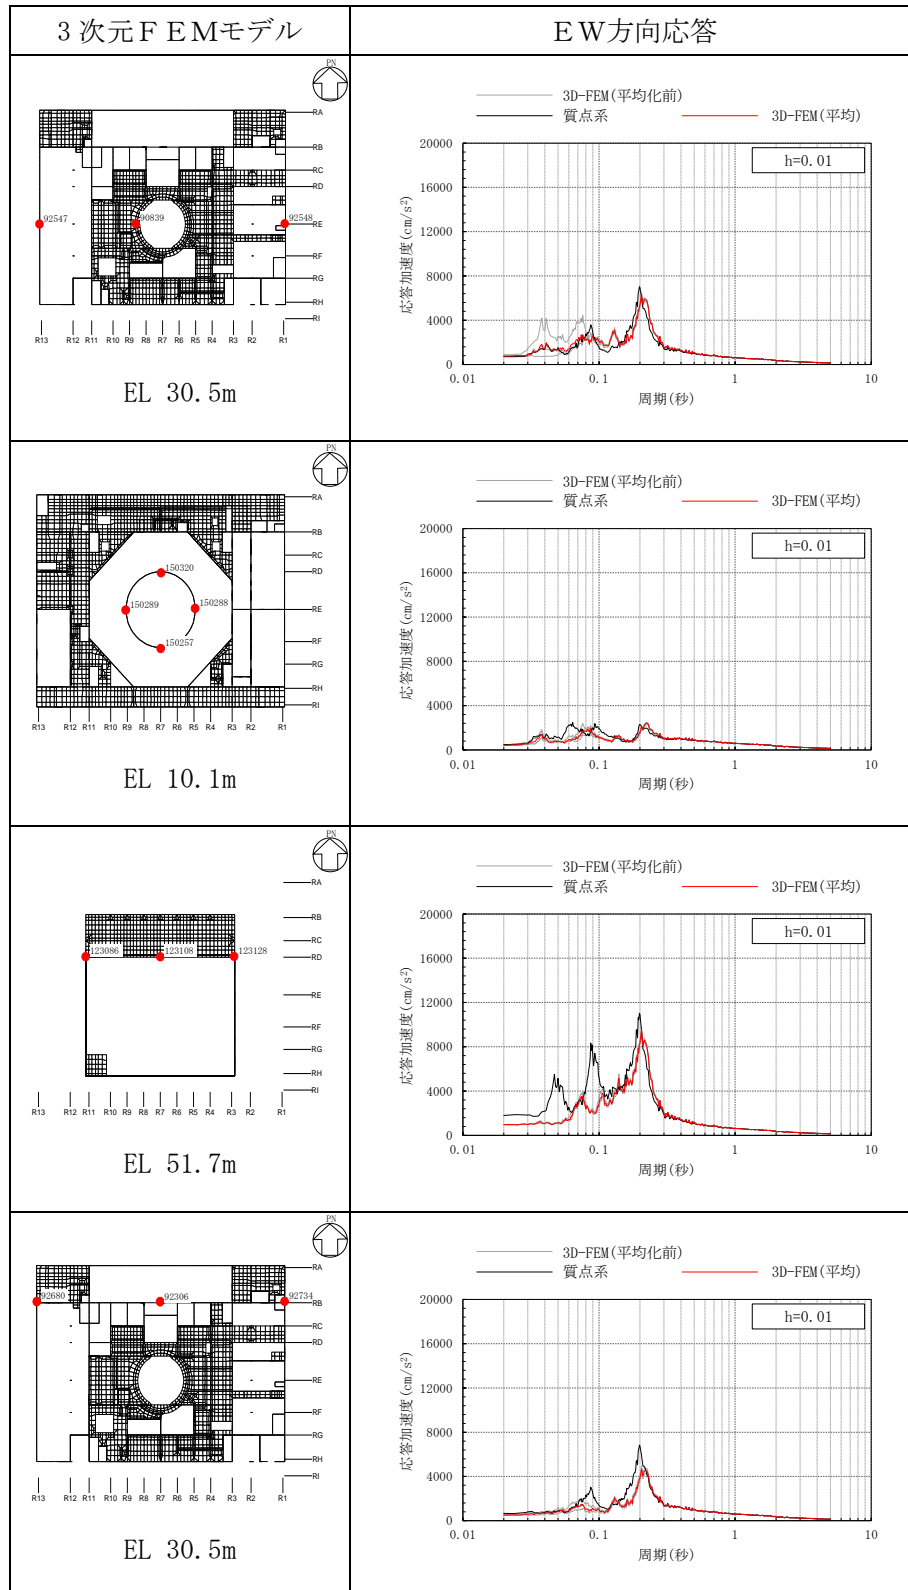 3次元ＦＥＭモデル
ＥＷ方向応答
PN
RA
RB
RC
RD
92547
90839
92548
RE
RF
RG
RH
RI
R13 R12 R11 R10 R9 R8 R7 R6 R5 R4 R3 R2 R1
EL 30.5m
3D-FEM(平均化前)
質点系
3D-FEM(平均)
h=0.01
応答加速度(cm/s²)
20000
16000
12000
8000
4000
0
0.01 0.1 1 10
周期(秒)
PN
RA
RB
RC
RD
150320
150289
150288
RE
RF
150257
RG
RH
RI
R13 R12 R11 R10 R9 R8 R7 R6 R5 R4 R3 R2 R1
EL 10.1m
3D-FEM(平均化前)
質点系
3D-FEM(平均)
h=0.01
応答加速度(cm/s²)
20000
16000
12000
8000
4000
0
0.01 0.1 1 10
周期(秒)
PN
RA
RB
RC
123086
123108
123128
RD
RE
RF
RG
RH
RI
R13 R12 R11 R10 R9 R8 R7 R6 R5 R4 R3 R2 R1
EL 51.7m
3D-FEM(平均化前)
質点系
3D-FEM(平均)
h=0.01
応答加速度(cm/s²)
20000
16000
12000
8000
4000
0
0.01 0.1 1 10
周期(秒)
PN
RA
92680
92306
92734
RB
RC
RD
RE
RF
RG
RH
RI
R13 R12 R11 R10 R9 R8 R7 R6 R5 R4 R3 R2 R1
EL 30.5m
3D-FEM(平均化前)
質点系
3D-FEM(平均)
h=0.01
応答加速度(cm/s²)
20000
16000
12000
8000
4000
0
0.01 0.1 1 10
周期(秒)